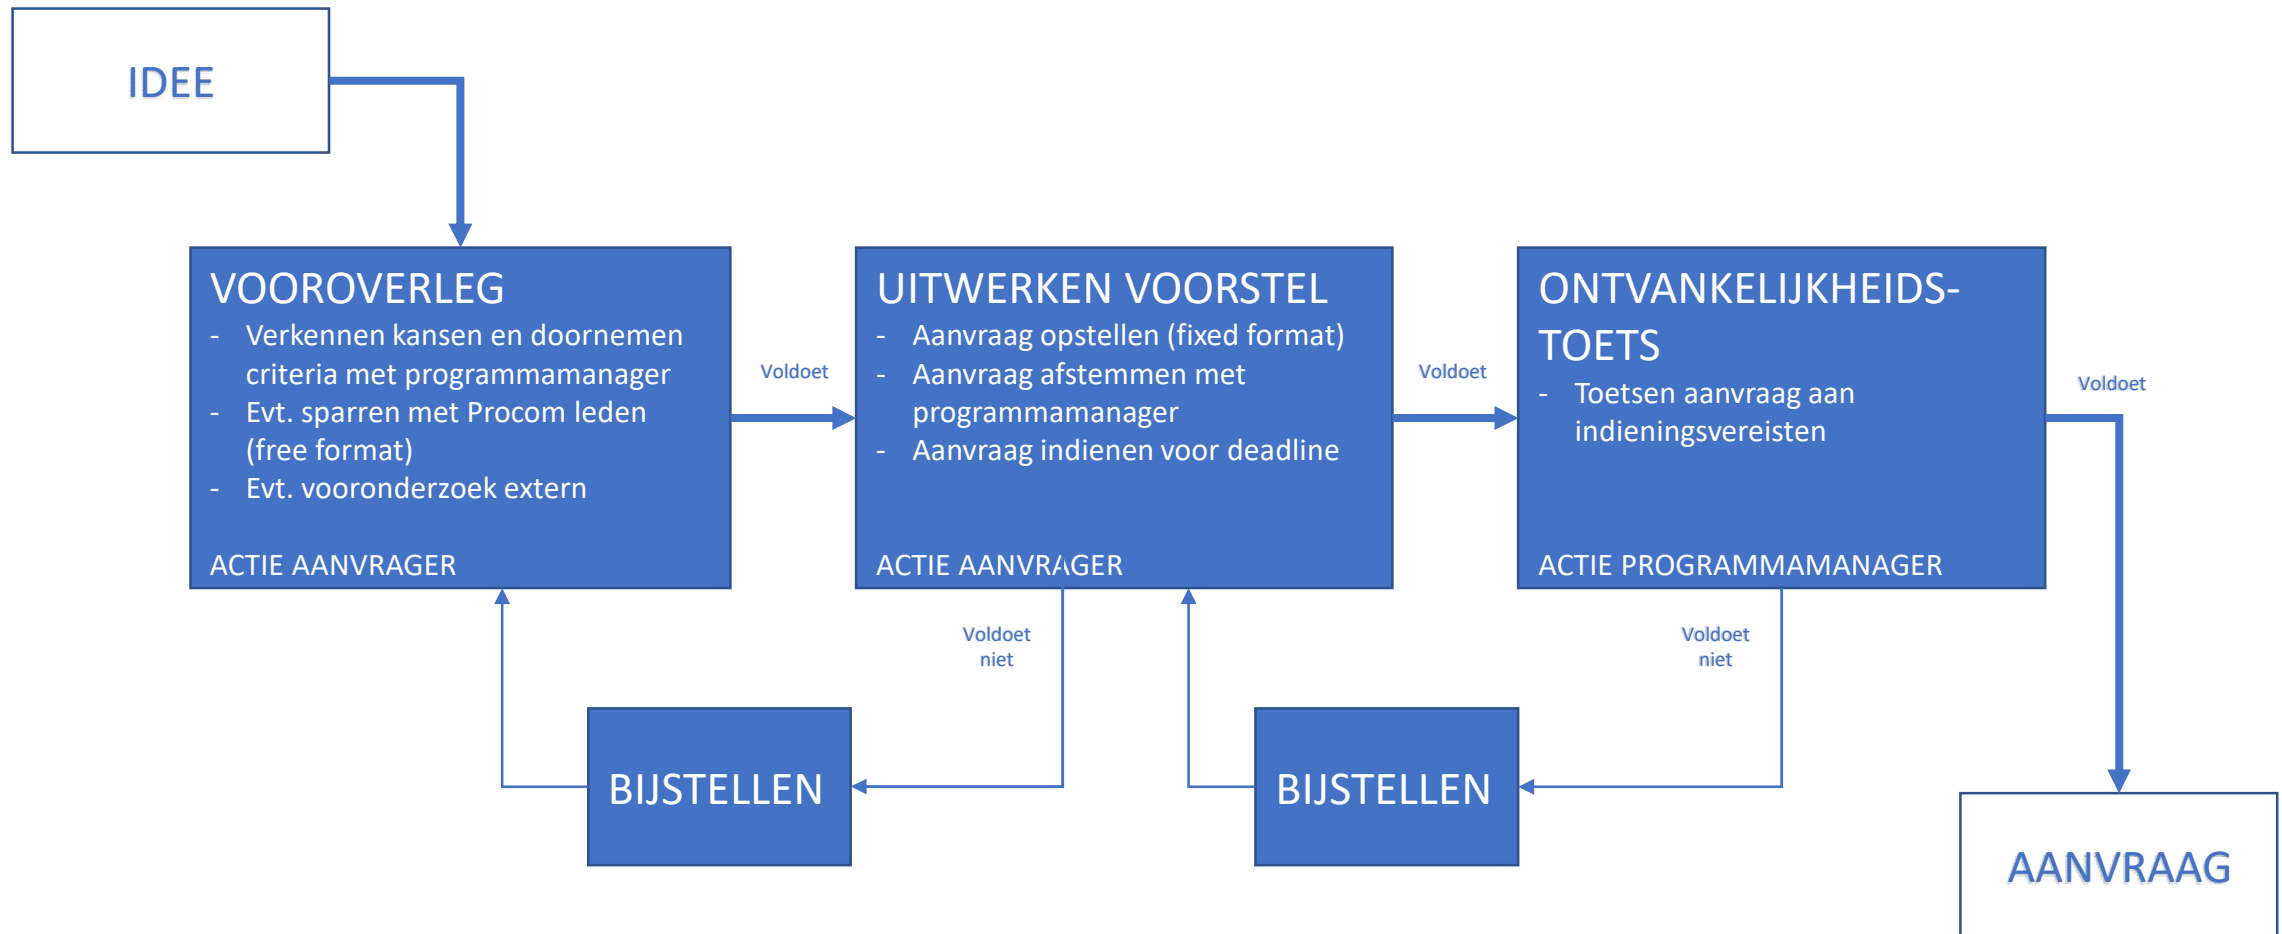 IDEE
VOOROVERLEG
- Verkennen kansen en doornemen
criteria met programmamanager
- Evt. sparren met Procom leden
(free format)
- Evt. vooronderzoek extern
ACTIE AANVRAGER
Voldoet
UITWERKEN VOORSTEL
- Aanvraag opstellen (fixed format)
- Aanvraag afstemmen met
programmamanager
- Aanvraag indienen voor deadline
ACTIE AANVRAGER
Voldoet
ONTVANKELIJKHEIDS-
TOETS
- Toetsen aanvraag aan
indieningsvereisten
ACTIE PROGRAMMAMANAGER
Voldoet
Voldoet
niet
Voldoet
niet
BIJSTELLEN
BIJSTELLEN
AANVRAAG